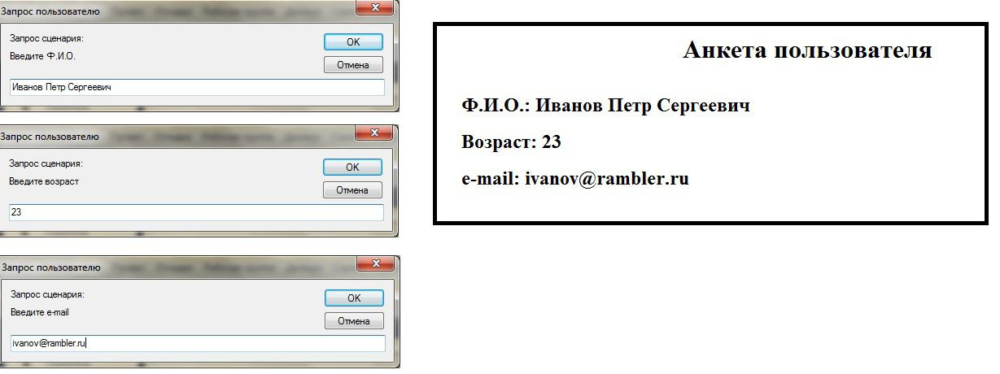 Запрос пользователю
Запрос сценария:
Введите Ф.И.О.
OK
Отмена
Иванов Петр Сергеевич
Запрос пользователю
Запрос сценария:
Введите возраст
OK
Отмена
23
Запрос пользователю
Запрос сценария:
Введите e-mail
OK
Отмена
ivanov@rambler.ru
Анкета пользователя
Ф.И.О.: Иванов Петр Сергеевич
Возраст: 23
e-mail: ivanov@rambler.ru